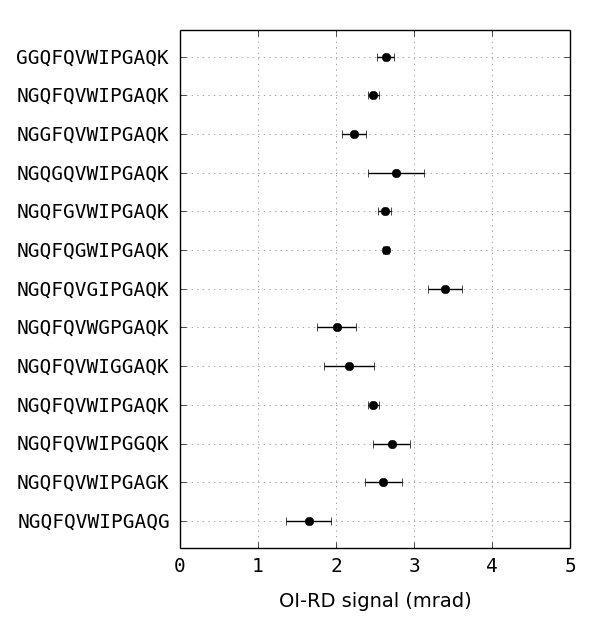 GGQFQVWIPGAQK
NGQFQVWIPGAQK
NGGFQVWIPGAQK
NGQGQVWIPGAQK
NGQFGVWIPGAQK
NGQFQGWIPGAQK
NGQFQVGIPGAQK
NGQFQVWGPGAQK
NGQFQVWIGGAQK
NGQFQVWIPGAQK
NGQFQVWIPGGQK
NGQFQVWIPGAGK
NGQFQVWIPGAQG
0 1 2 3 4 5
OI-RD signal (mrad)